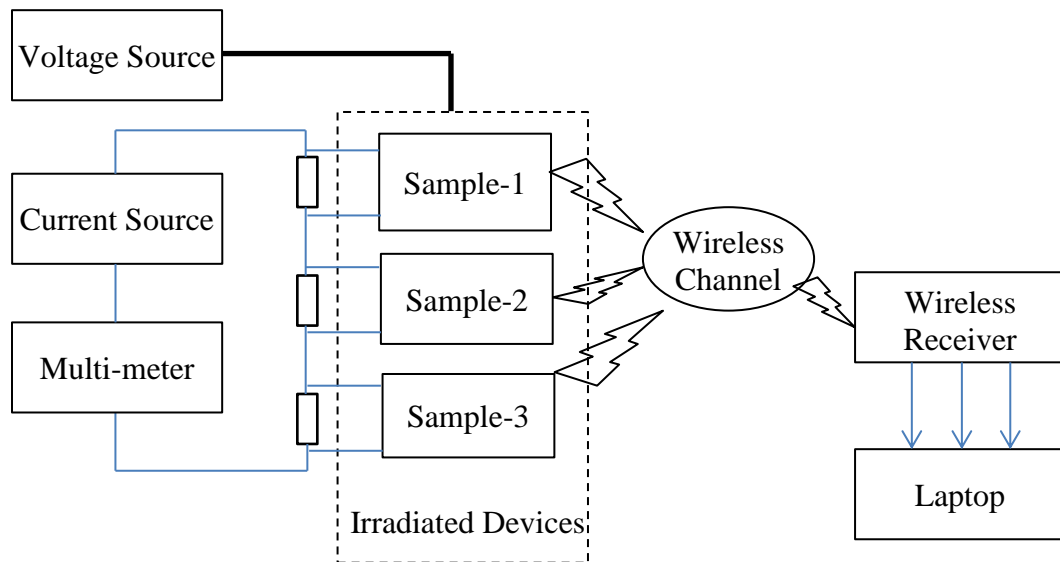 Voltage Source
Current Source
Multi-meter
Sample-1
Sample-2
Sample-3
Irradiated Devices
Wireless
Channel
Wireless
Receiver
Laptop